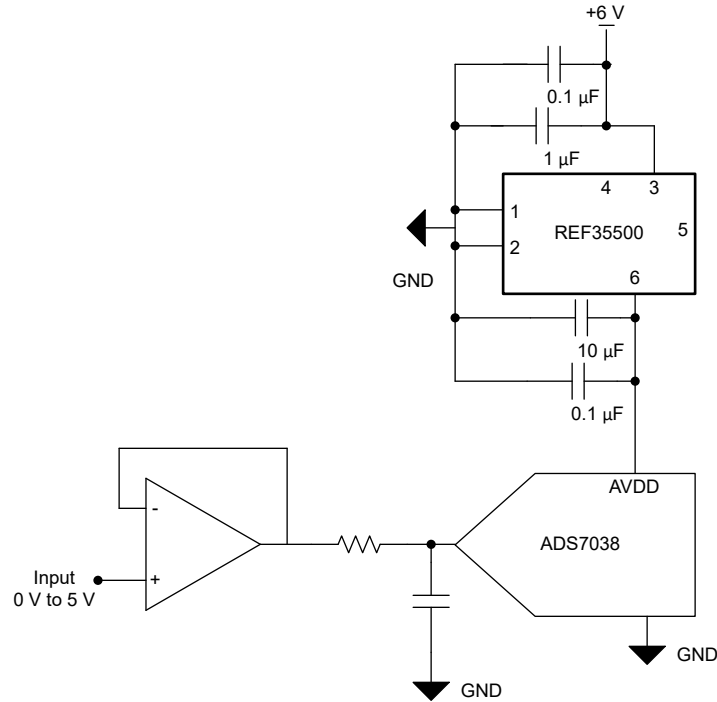 +6 V
0.1 µF
1 µF
4 3
1
REF35500 5
2
GND
6
10 µF
0.1 µF
AVDD
-
ADS7038
Input
+
0 V to 5 V
GND
GND